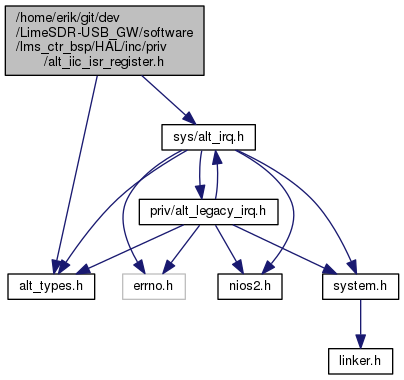 /home/erik/git/dev
/LimeSDR-USB_GW/software
/lms_ctr_bsp/HAL/inc/priv
/alt_iic_isr_register.h
sys/alt_irq.h
priv/alt_legacy_irq.h
alt_types.h
errno.h
nios2.h
system.h
linker.h